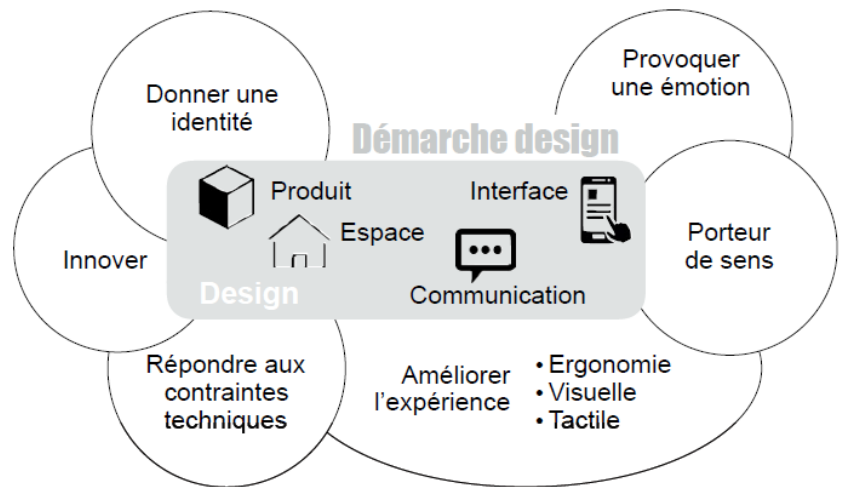 Donner une
identité
Provoquer
une émotion
Démarche design
Produit
Interface
Espace
Innover
Porteur
de sens
Design
Communication
Répondre aux
contraintes
techniques
Améliorer
l'expérience
• Ergonomie
• Visuelle
• Tactile